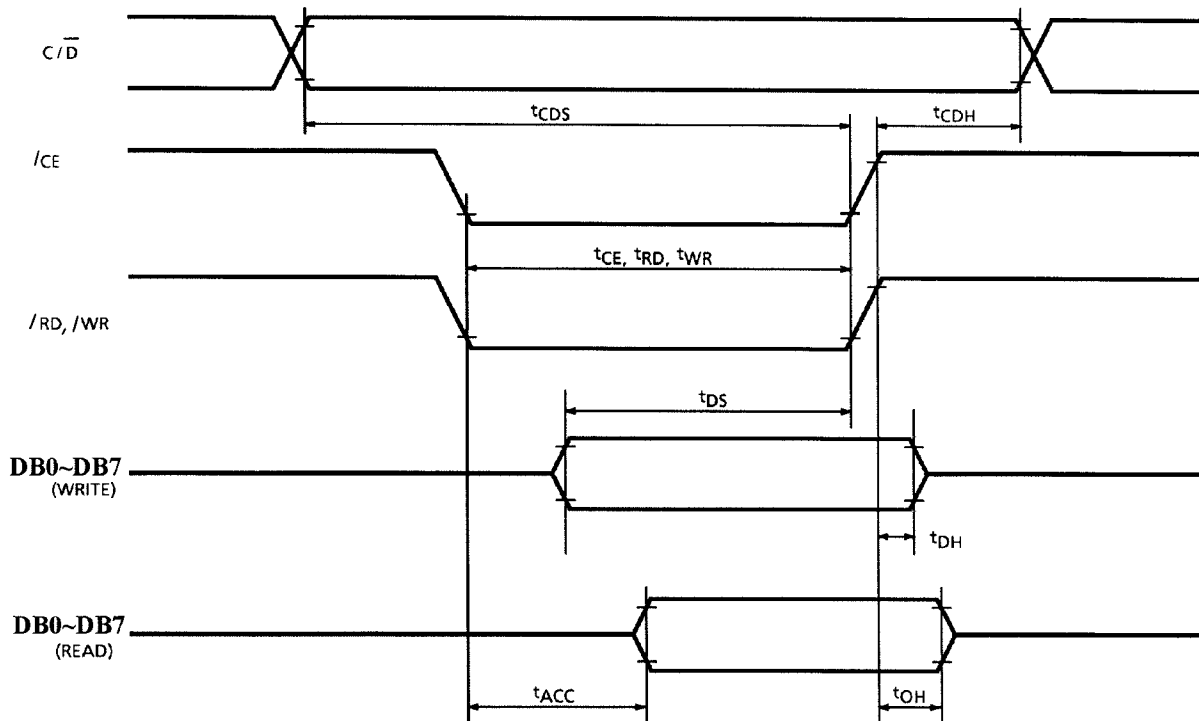 C/D̅
tCDS
tCDH
/CE
tCE, tRD, tWR
/RD, /WR
tDS
DB0~DB7
(WRITE)
tDH
DB0~DB7
(READ)
tACC
tOH